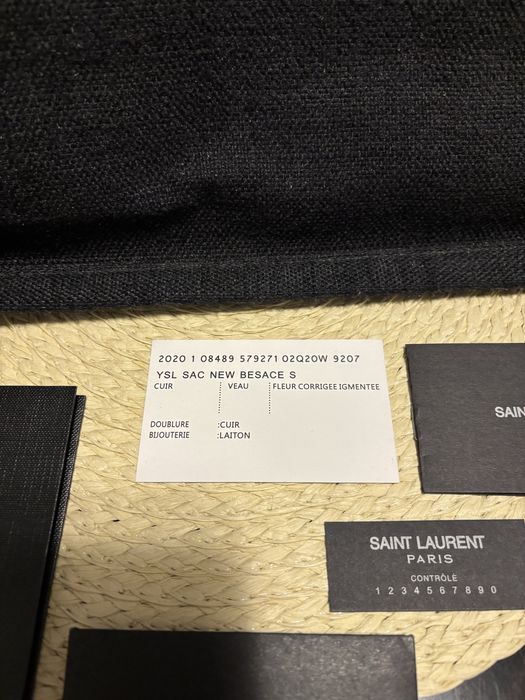 2020 1 08489 579271 02Q20W 9207
YSL SAC NEW BESACE S
CUIR VEAU FLEUR CORRIGEE IGMENTEE
DOUBLURE :CUIR
BIJOUTERIE :LAITON
SAIN
SAINT LAURENT
PARIS
CONTRÔLE
1 2 3 4 5 6 7 8 9 0